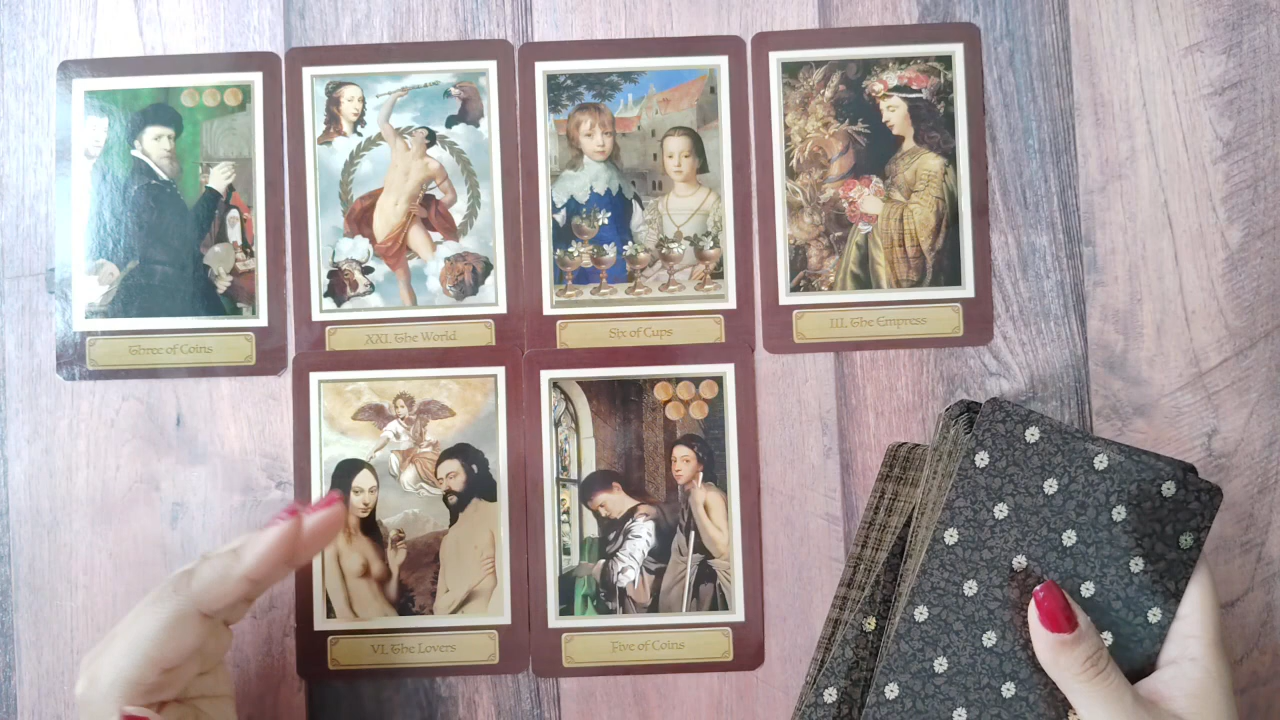 Three of Coins
XXI. The World
Six of Cups
III. The Empress
VI. The Lovers
Five of Coins